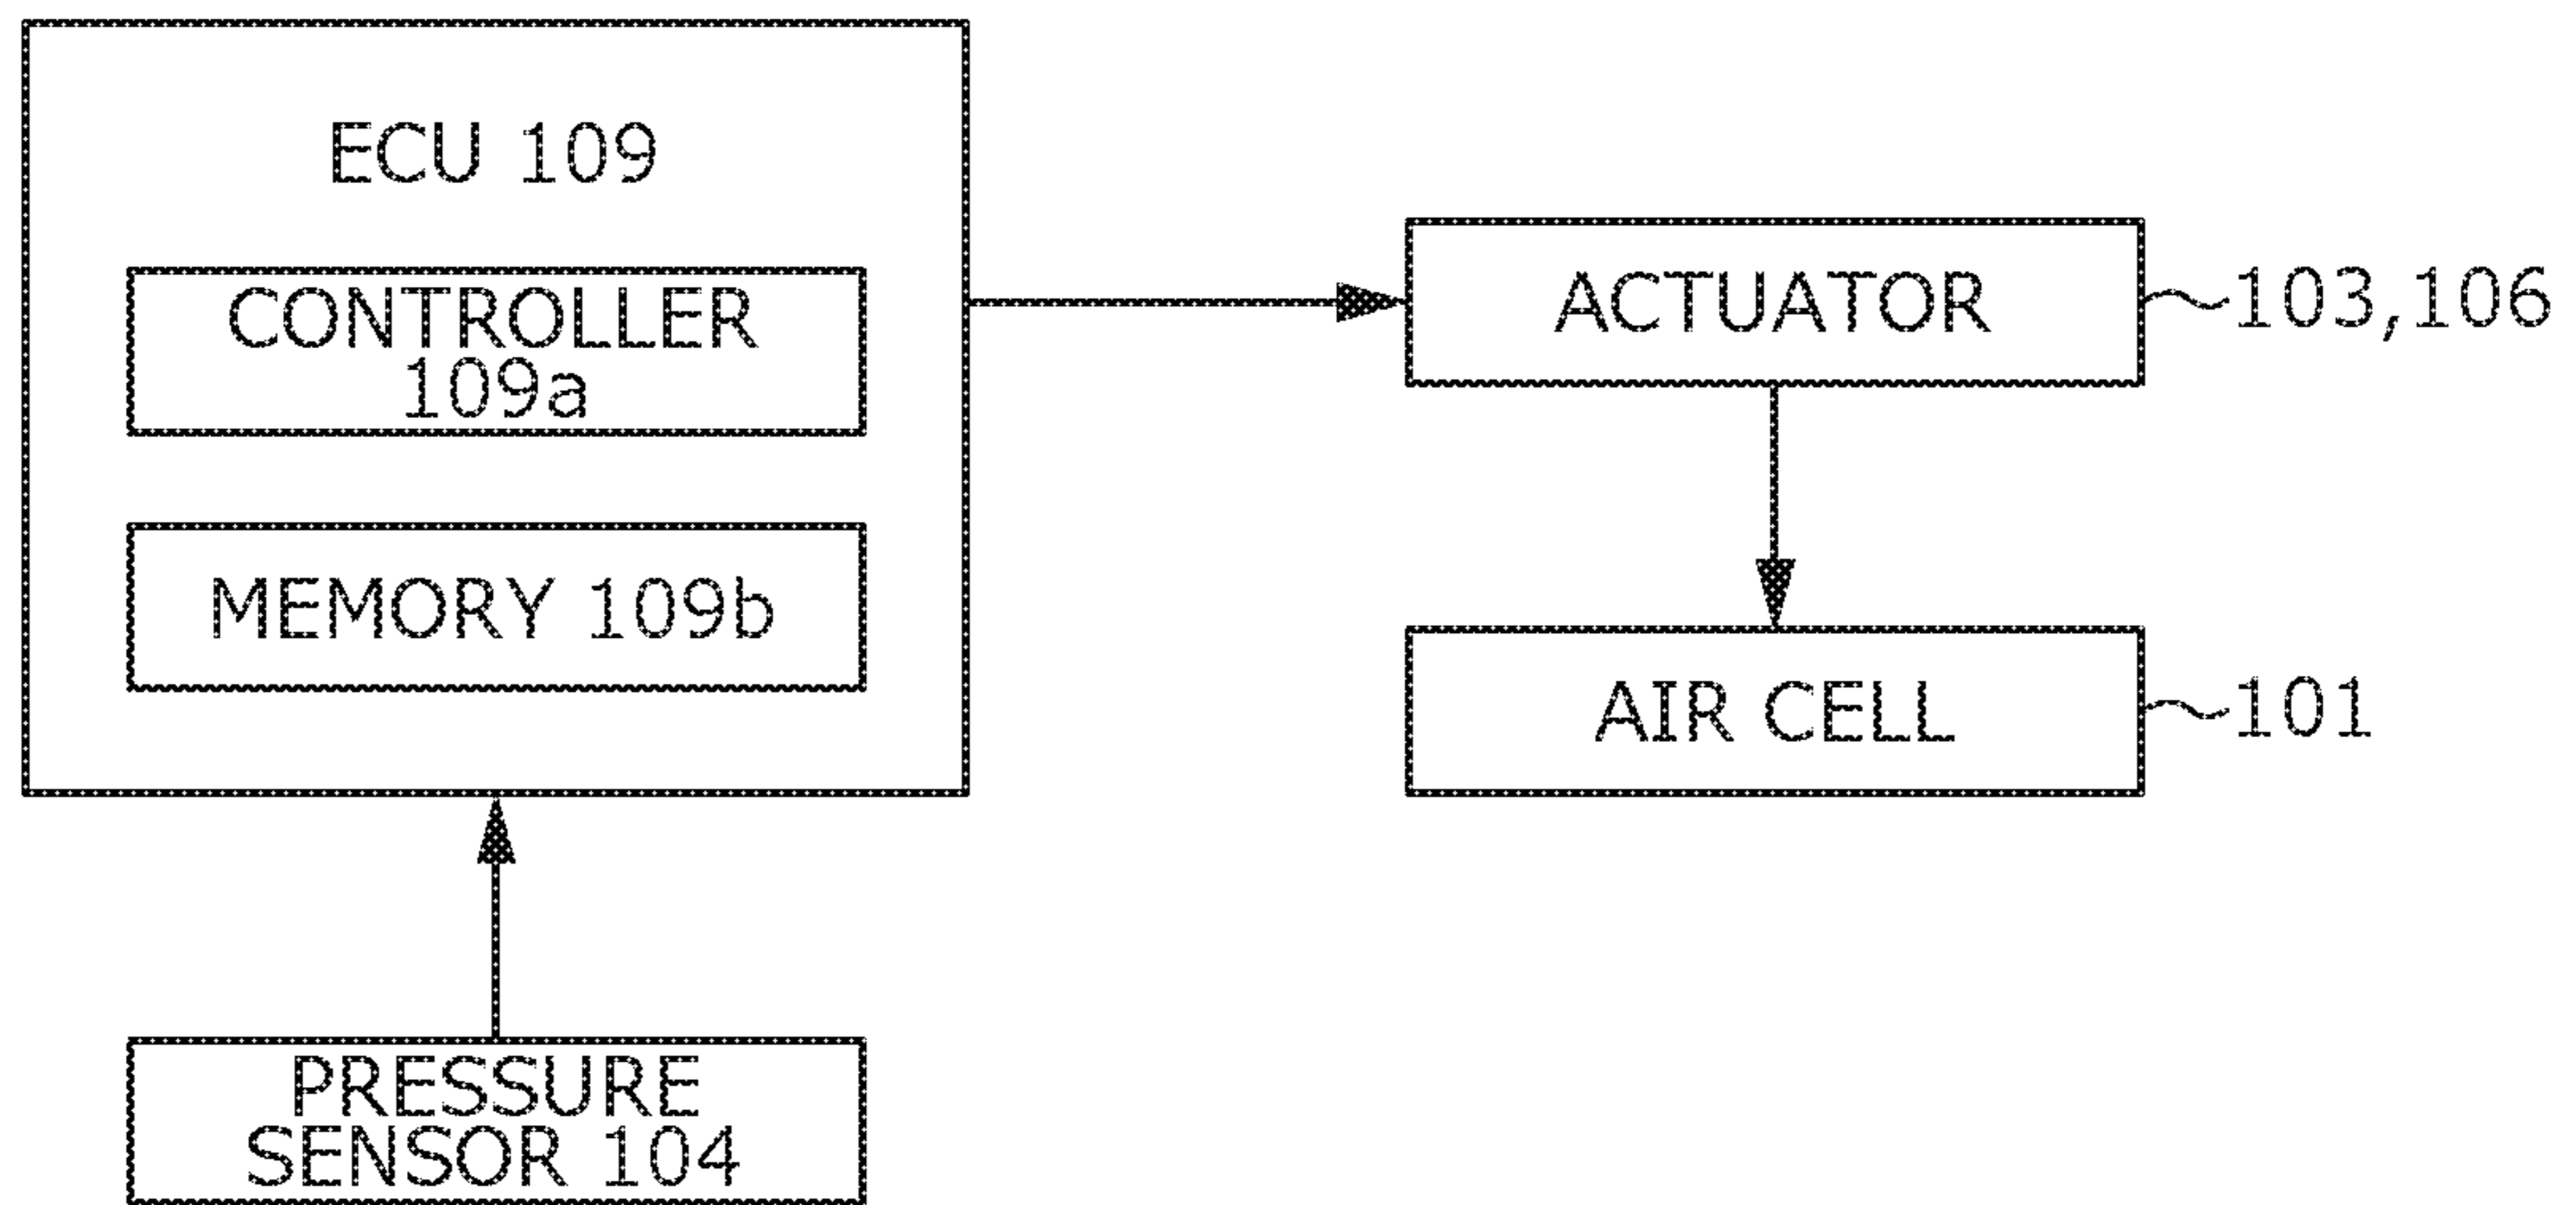 ECU 109
CONTROLLER
109a
MEMORY 109b
PRESSURE
SENSOR 104
ACTUATOR
103,106
AIR CELL
101